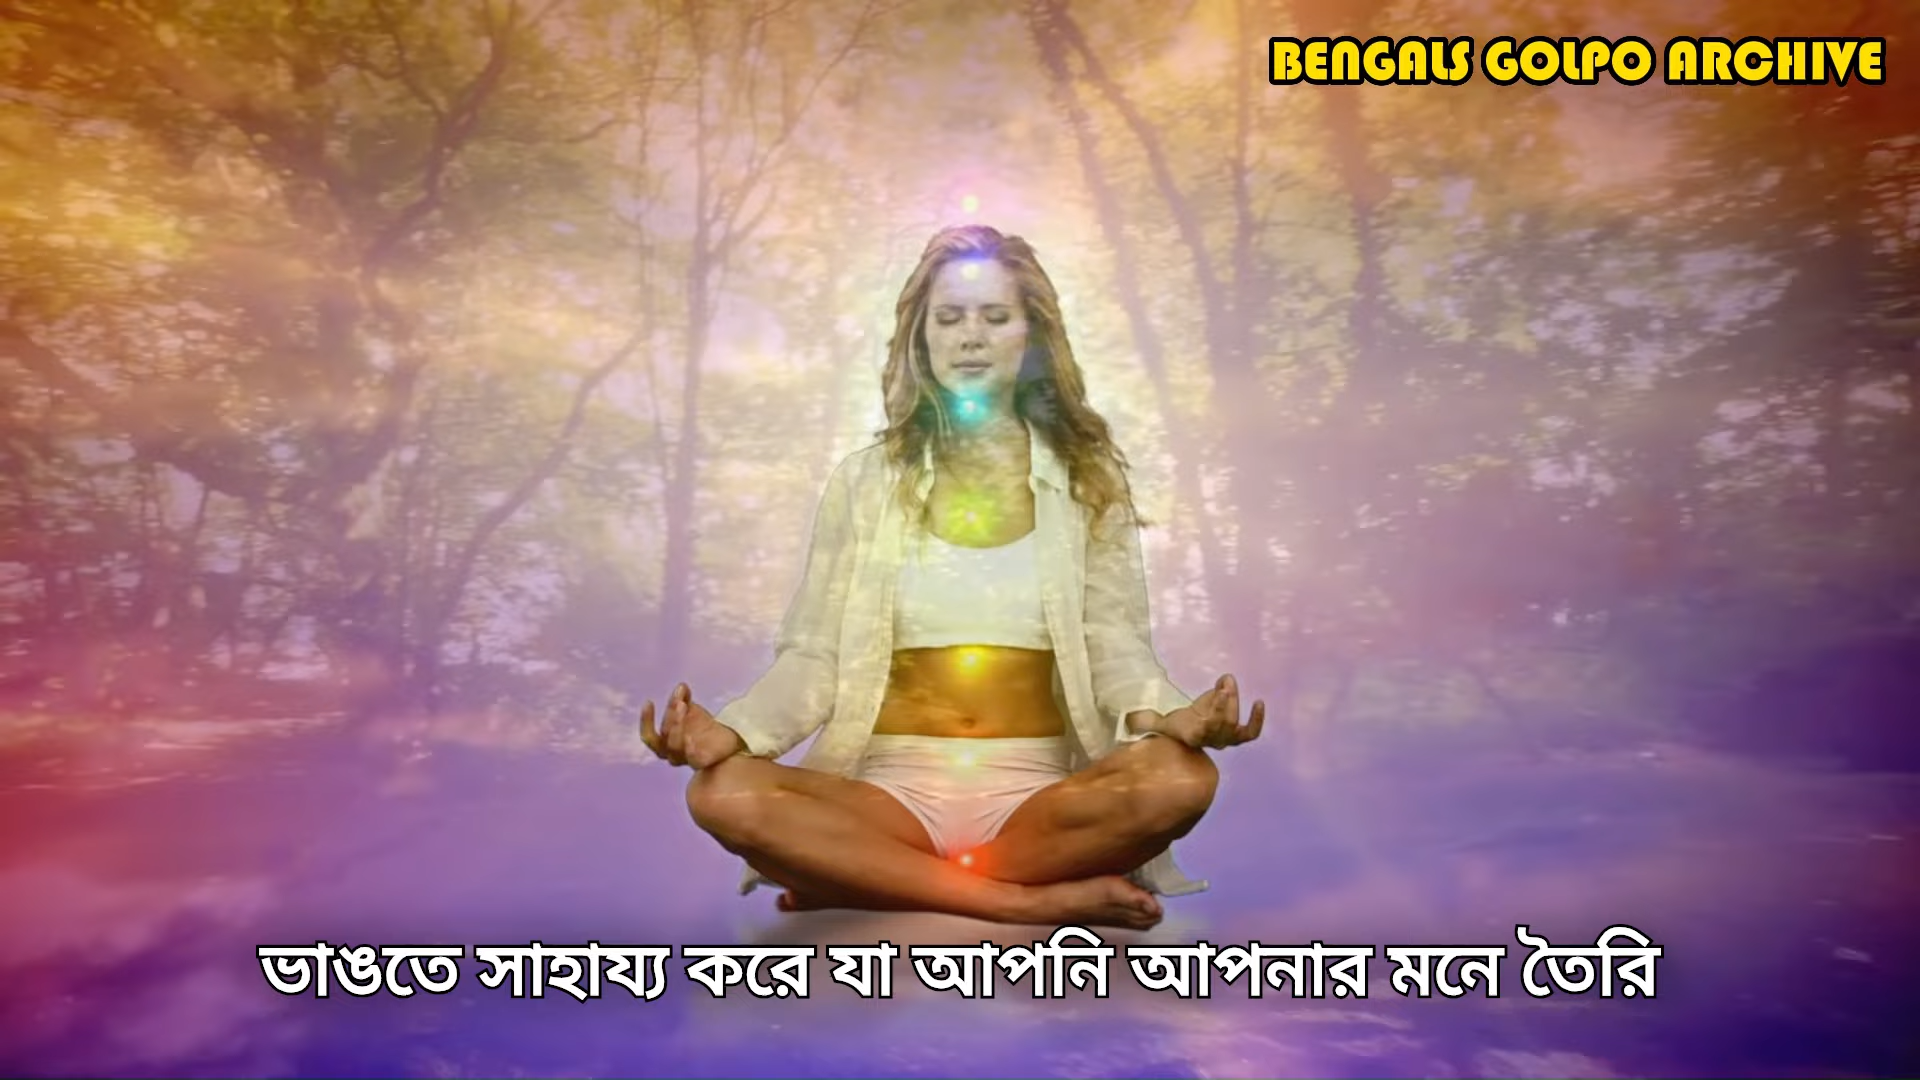 BENGALS GOLPO ARCHIVE
ভাঙতে সাহায্য করে যা আপনি আপনার মনে তৈরি